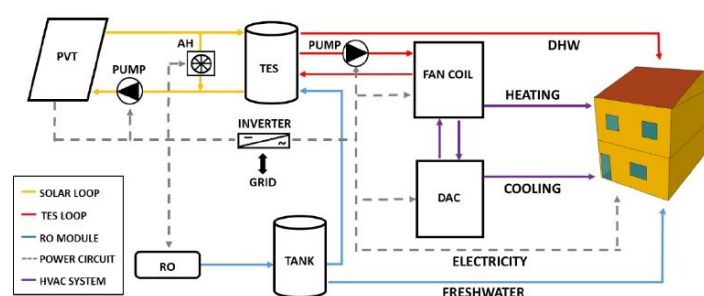 AH
PVT
PUMP
TES
PUMP
FAN COIL
DHW
HEATING
INVERTER
GRID
DAC
COOLING
SOLAR LOOP
TES LOOP
RO MODULE
POWER CIRCUIT
HVAC SYSTEM
RO
TANK
ELECTRICITY
FRESHWATER